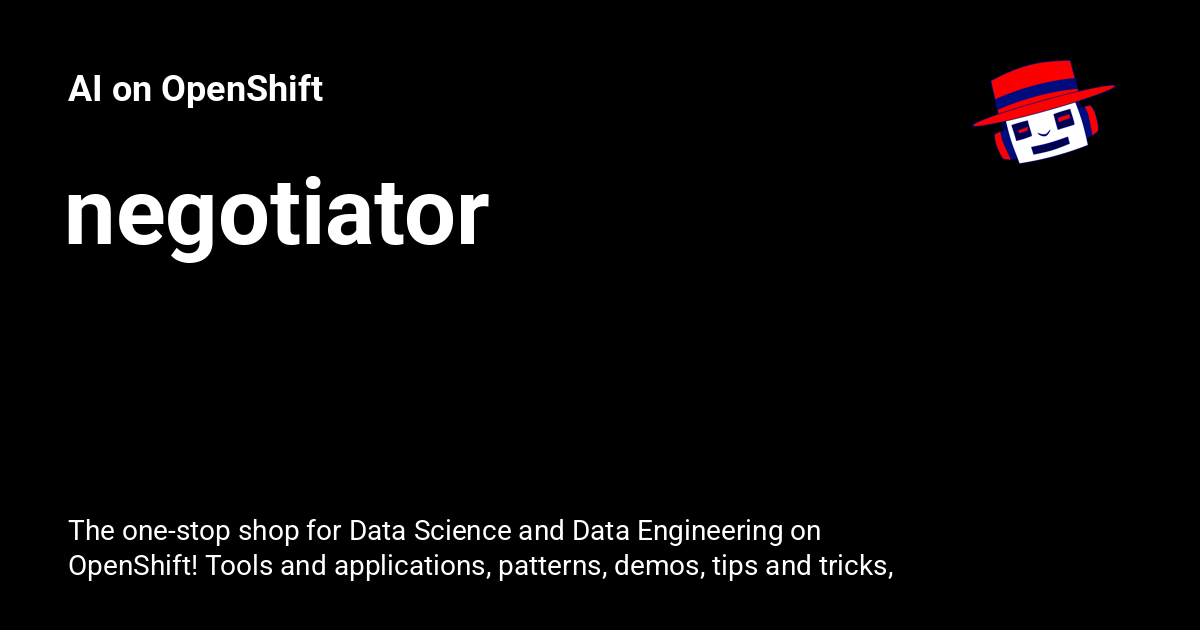 AI on OpenShift
negotiator
The one-stop shop for Data Science and Data Engineering on
OpenShift! Tools and applications, patterns, demos, tips and tricks,